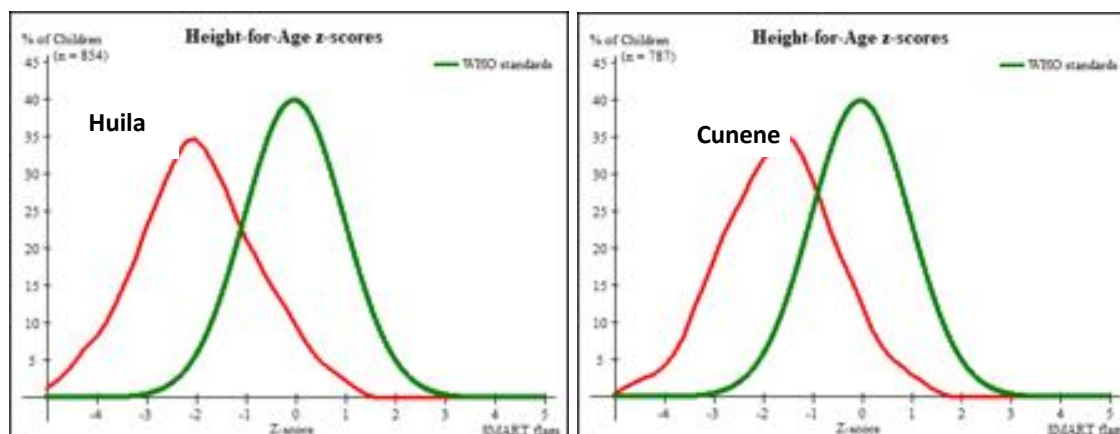 Height-for-Age z-scores
% of Children
(n = 854)
WHO standards
Huila
45
40
35
30
25
20
15
10
5
-4 -3 -2 -1 0 1 2 3 4 5
Z-score
SMART flags
Height-for-Age z-scores
% of Children
(n = 787)
WHO standards
Cunene
45
40
35
30
25
20
15
10
5
-4 -3 -2 -1 0 1 2 3 4 5
Z-score
SMART flags